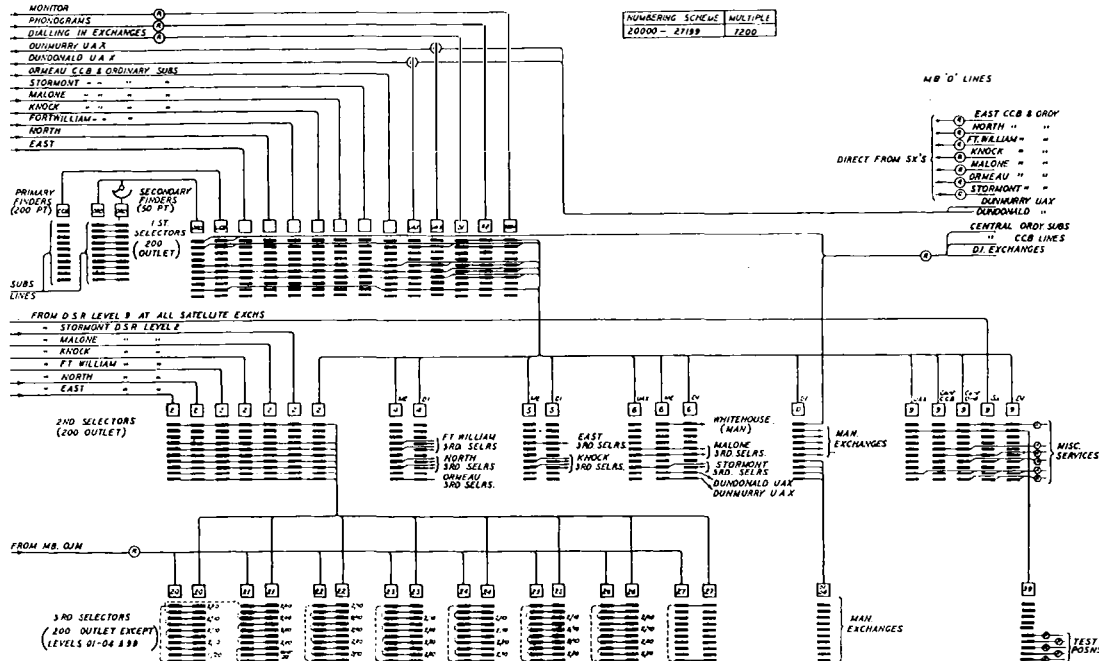 MONITOR
PHONOGRAMS
DIALLING IN EXCHANGES
DUNMURRY U A X
DUNDONALD U A X
ORMEAU CCB & ORDINARY SUBS
STORMONT " " " "
MALONE " " " "
KNOCK " " " "
FORTWILLIAM " " "
NORTH
EAST
NUMBERING SCHEME MULTIPLE
20000 - 27199 7200
MB 'O' LINES
EAST CCB & ORDY
NORTH " "
FT. WILLIAM " "
KNOCK " "
MALONE " "
ORMEAU " "
STORMONT " "
DIRECT FROM SX'S
DUNMURRY UAX
DUNDONALD "
CENTRAL ORDY SUBS
" CCB LINES
D.I. EXCHANGES
PRIMARY
FINDERS
(200 PT)
SECONDARY
FINDERS
(50 PT)
1ST
SELECTORS
(200
OUTLET)
SUBS
LINES
FROM D S R LEVEL 9 AT ALL SATELLITE EXCHS
" STORMONT D.S.R. LEVEL 2
" MALONE " "
" KNOCK " "
" FT WILLIAM " "
" NORTH " "
" EAST " "
2ND SELECTORS
(200 OUTLET)
FT WILLIAM
3RD SELRS
NORTH
3RD SELRS
ORMEAU
3RD SELRS.
EAST
3RD SELRS.
KNOCK
3RD SELRS.
WHITEHOUSE
(MAN)
MALONE
3RD SELRS.
STORMONT
3RD SELRS
DUNDONALD UAX
DUNMURRY U A X
MAN.
EXCHANGES
MISC.
SERVICES
FROM MB. OJM
3RD SELECTORS
(200 OUTLET EXCEPT
LEVELS 01-04 & 99)
MAN.
EXCHANGES
TEST
POSNS